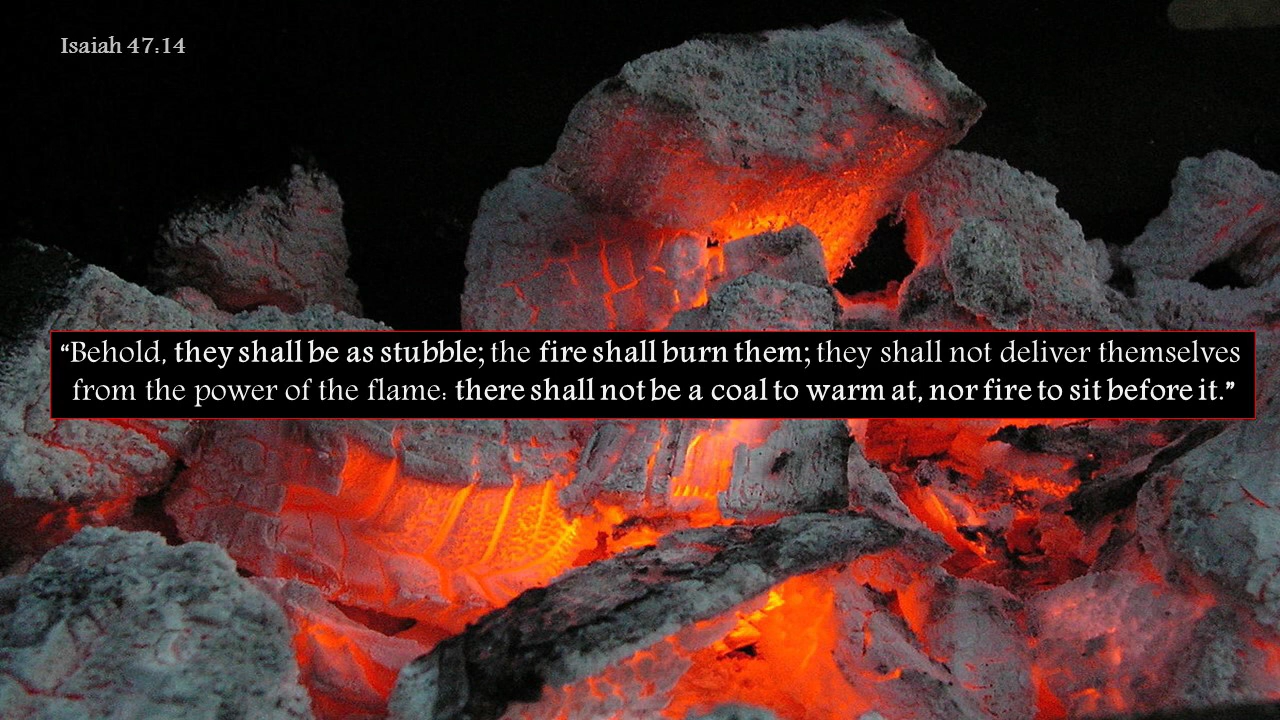 Isaiah 47:14
“Behold, they shall be as stubble; the fire shall burn them; they shall not deliver themselves
from the power of the flame: there shall not be a coal to warm at, nor fire to sit before it.”